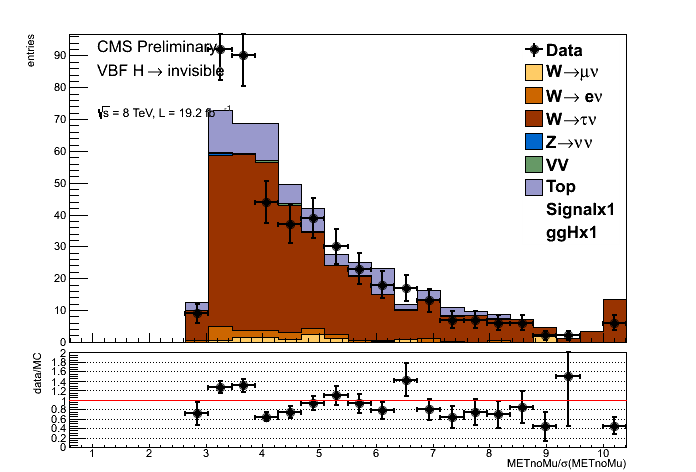 CMS Preliminary
VBF H → invisible
√s = 8 TeV, L = 19.2 fb⁻¹
entries
90
80
70
60
50
40
30
20
10
0
Data
W→μν
W→ eν
W→τν
Z→νν
VV
Top
Signalx1
ggHx1
data/MC
2
1.8
1.6
1.4
1.2
1
0.8
0.6
0.4
0.2
0
1 2 3 4 5 6 7 8 9 10
METnoMu/σ(METnoMu)